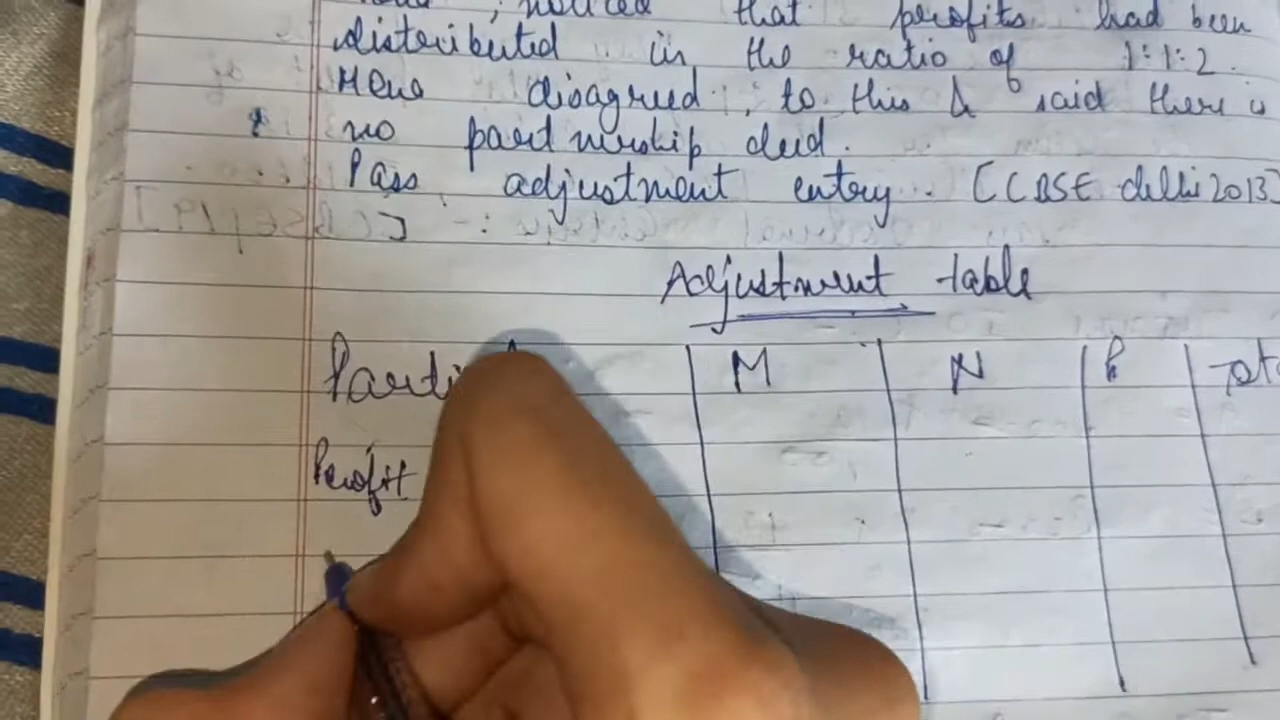 noticed that profits had been
distributed in the ratio of 1:1:2.
disagreed to this & said there is
no partnership deed.
Pass adjustment entry. [CBSE delhi 2013]
Adjustment table
M N
Profit